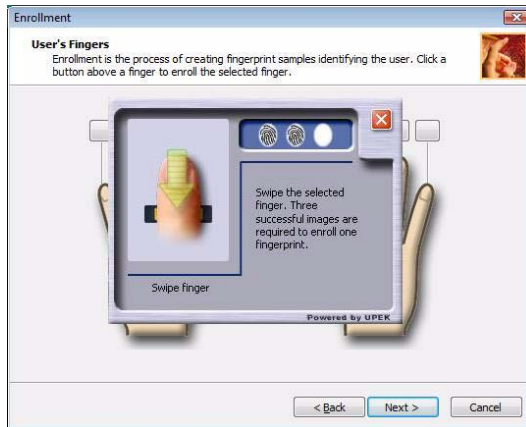 Enrollment
User's Fingers
Enrollment is the process of creating fingerprint samples identifying the user. Click a
button above a finger to enroll the selected finger.
Swipe the selected
finger. Three
successful images are
required to enroll one
fingerprint.
Swipe finger
Powered by UPEK
< Back
Next >
Cancel